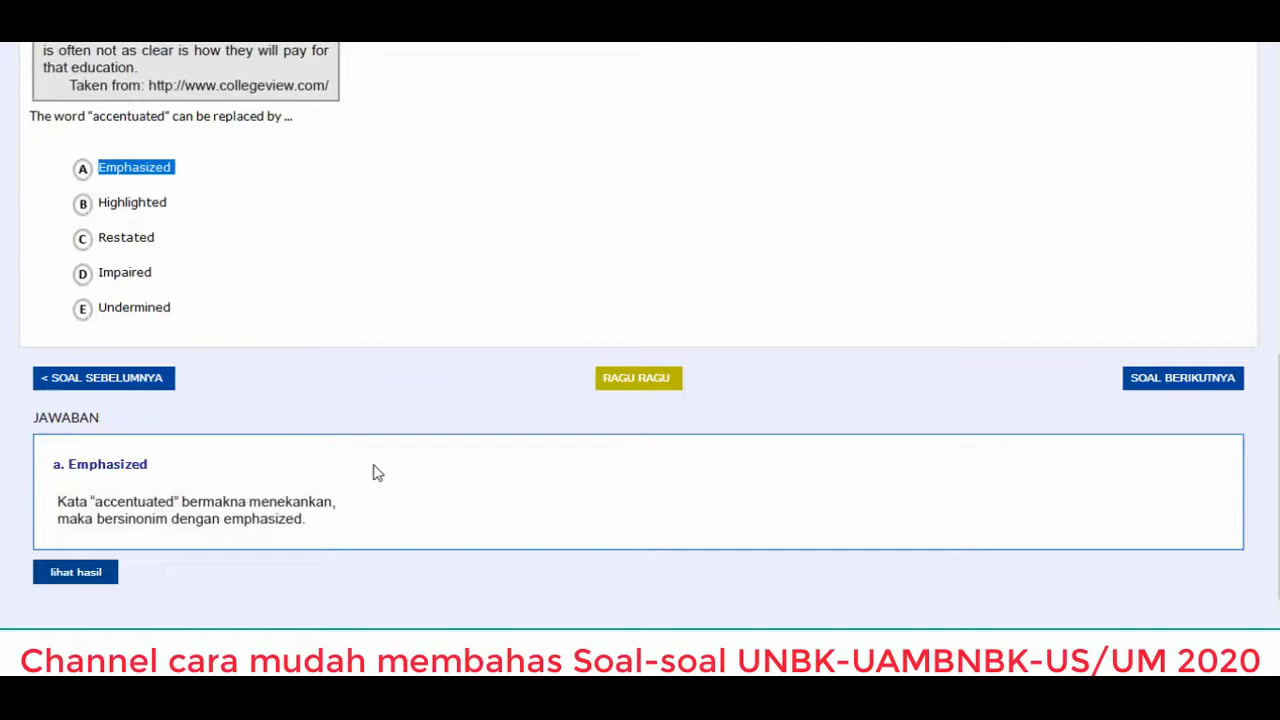 is often not as clear is how they will pay for
that education.
Taken from: http://www.collegeview.com/
The word “accentuated” can be replaced by ...
A Emphasized
B Highlighted
C Restated
D Impaired
E Undermined
< SOAL SEBELUMNYA
RAGU RAGU
SOAL BERIKUTNYA
JAWABAN
a. Emphasized
Kata “accentuated” bermakna menekankan,
maka bersinonim dengan emphasized.
lihat hasil
Channel cara mudah membahas Soal-soal UNBK-UAMBNBK-US/UM 2020